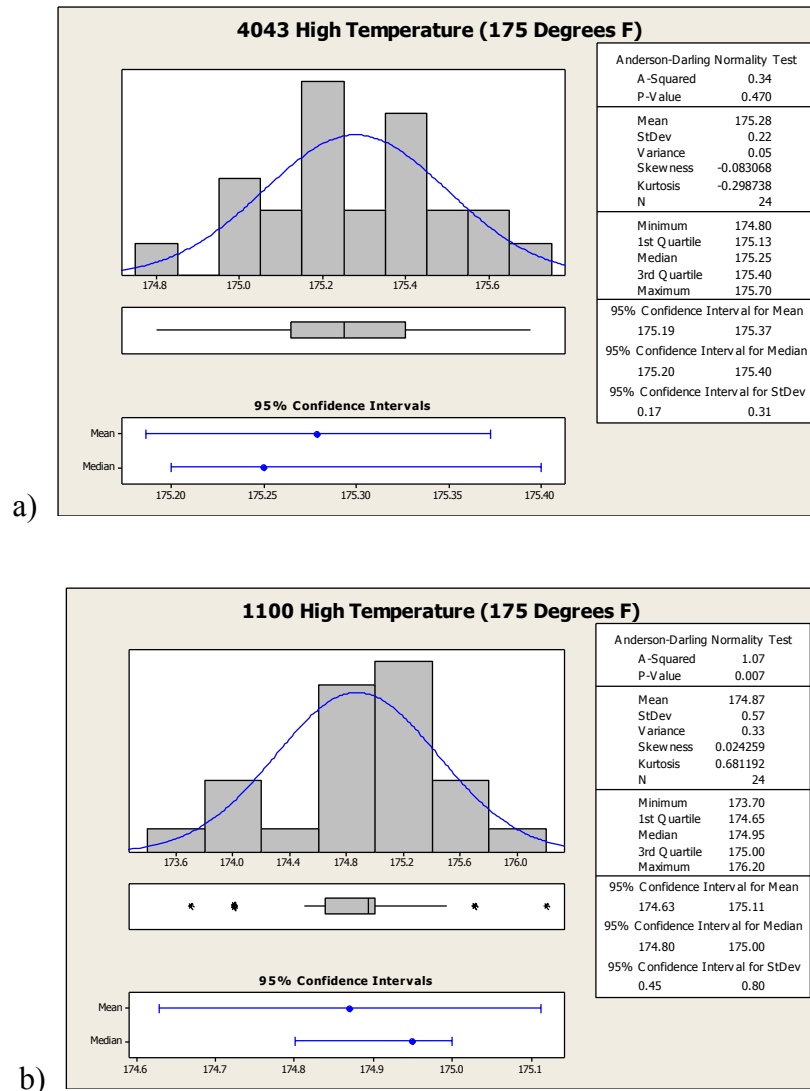 4043 High Temperature (175 Degrees F)
Anderson-Darling Normality Test
A-Squared 0.34
P-Value 0.470
Mean 175.28
StDev 0.22
Variance 0.05
Skewness -0.083068
Kurtosis -0.298738
N 24
Minimum 174.80
1st Quartile 175.13
Median 175.25
3rd Quartile 175.40
Maximum 175.70
95% Confidence Interval for Mean
175.19 175.37
95% Confidence Interval for Median
175.20 175.40
95% Confidence Interval for StDev
0.17 0.31
174.8 175.0 175.2 175.4 175.6
95% Confidence Intervals
Mean
Median
175.20 175.25 175.30 175.35 175.40
a)
1100 High Temperature (175 Degrees F)
Anderson-Darling Normality Test
A-Squared 1.07
P-Value 0.007
Mean 174.87
StDev 0.57
Variance 0.33
Skewness 0.024259
Kurtosis 0.681192
N 24
Minimum 173.70
1st Quartile 174.65
Median 174.95
3rd Quartile 175.00
Maximum 176.20
95% Confidence Interval for Mean
174.63 175.11
95% Confidence Interval for Median
174.80 175.00
95% Confidence Interval for StDev
0.45 0.80
173.6 174.0 174.4 174.8 175.2 175.6 176.0
95% Confidence Intervals
Mean
Median
174.6 174.7 174.8 174.9 175.0 175.1
b)